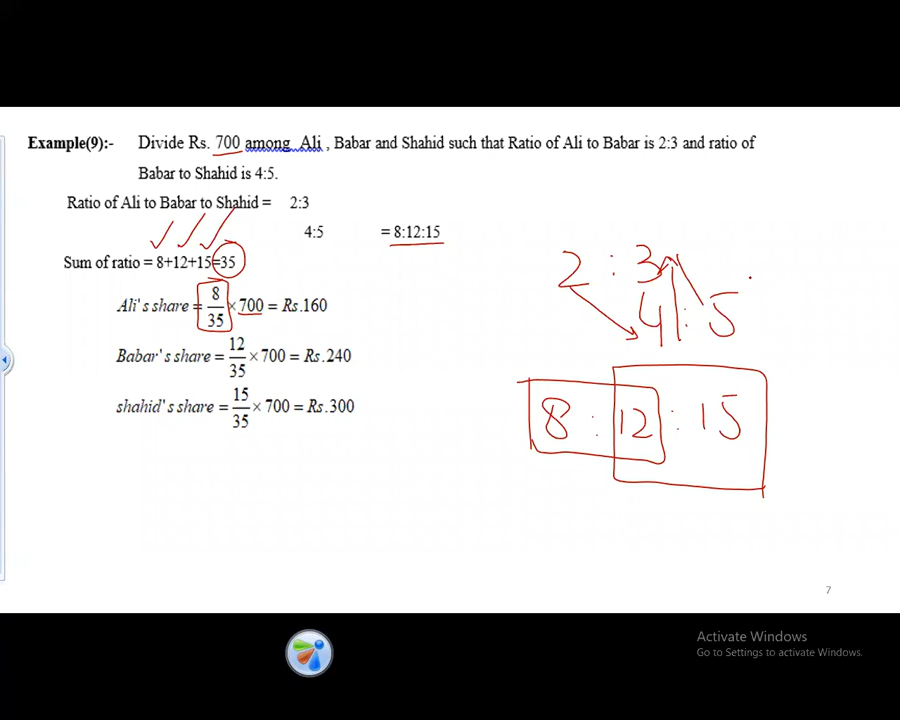 Example(9):- Divide Rs. 700 among Ali , Babar and Shahid such that Ratio of Ali to Babar is 2:3 and ratio of
Babar to Shahid is 4:5.
Ratio of Ali to Babar to Shahid = 2:3
4:5 = 8:12:15
Sum of ratio = 8+12+15=35
Ali's share = 8/35 × 700 = Rs.160
Babar's share = 12/35 × 700 = Rs.240
shahid's share = 15/35 × 700 = Rs.300
2 : 3
4 : 5
8 : 12 : 15
7
Activate Windows
Go to Settings to activate Windows.